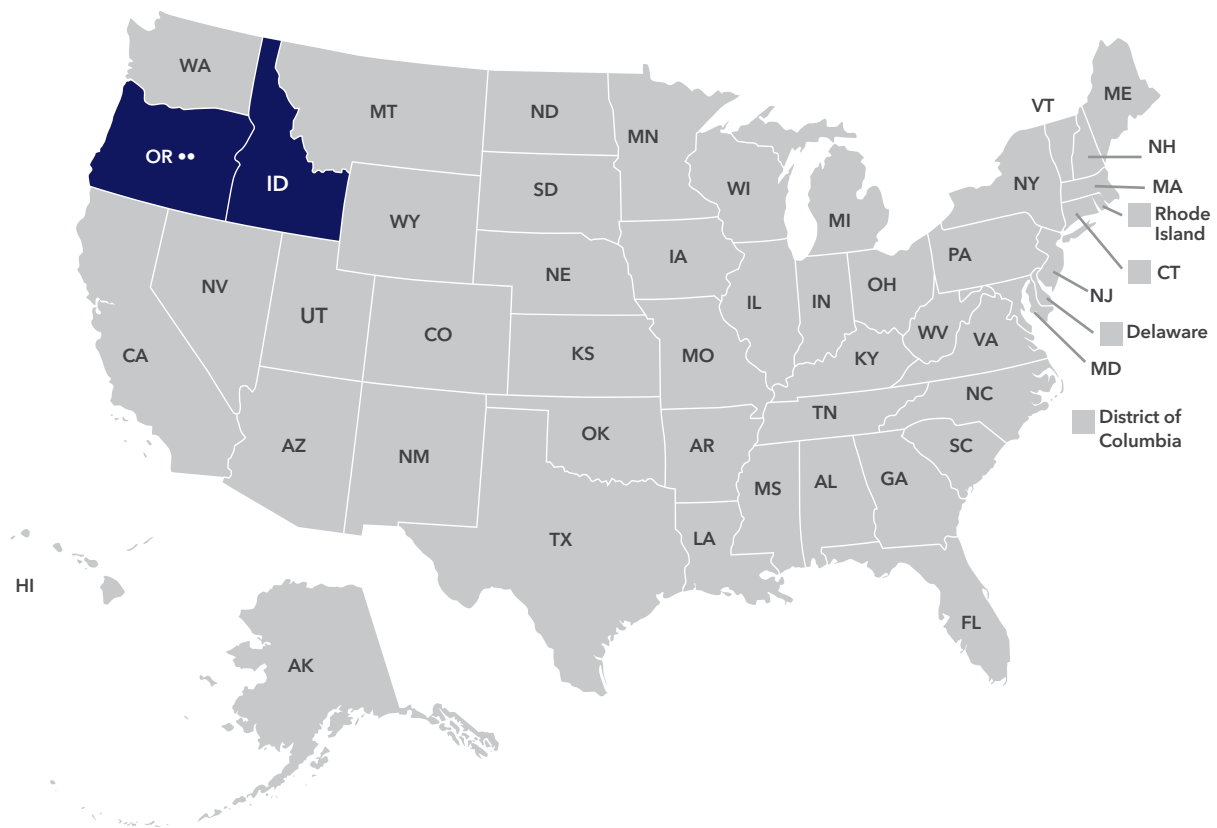 WA
MT
ND
MN
VT
ME
OR ••
ID
SD
WI
MI
NY
NH
MA
Rhode
Island
WY
IA
PA
CT
NV
UT
NE
IL
IN
OH
NJ
CA
CO
KS
MO
KY
WV
VA
Delaware
MD
AZ
NM
OK
AR
TN
NC
District of
Columbia
SC
MS
AL
GA
TX
LA
HI
AK
FL